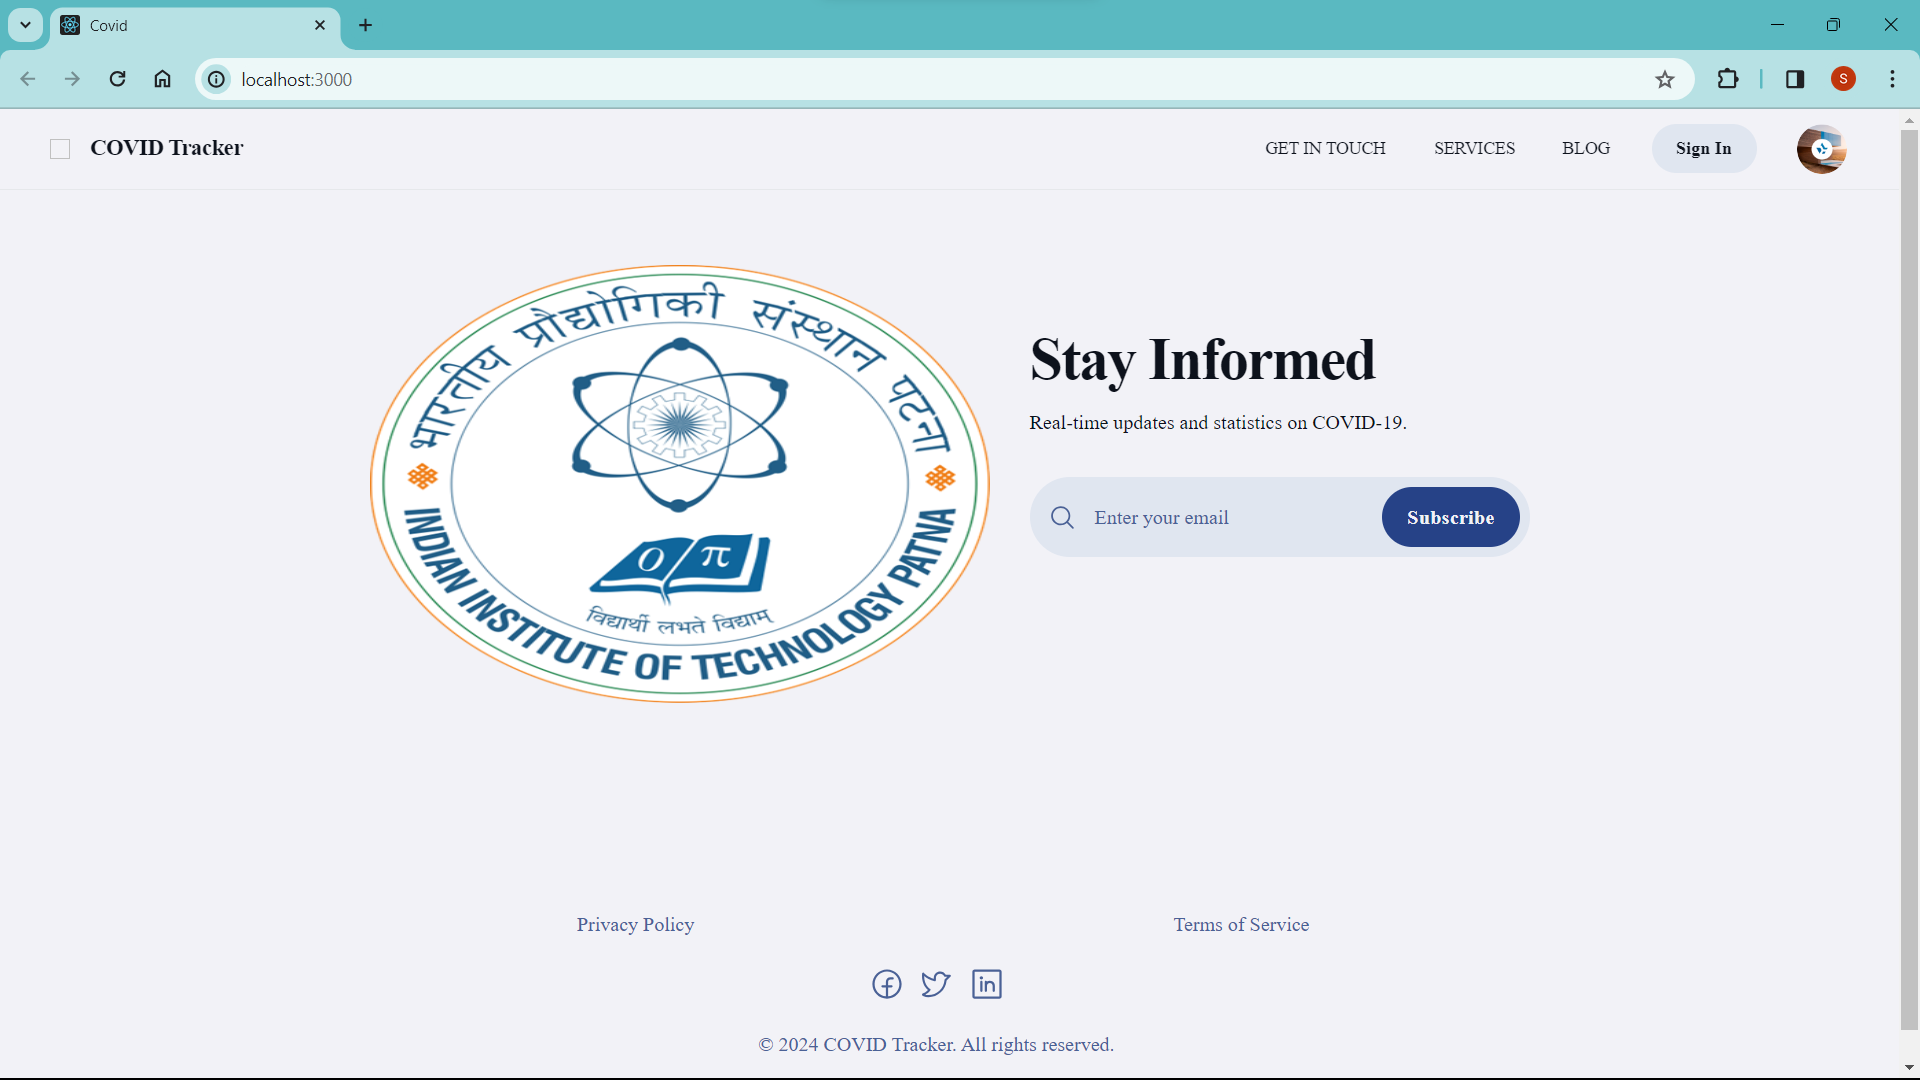 Covid
localhost:3000
S
COVID Tracker
GET IN TOUCH
SERVICES
BLOG
Sign In
भारतीय प्रौद्योगिकी संस्थान पटना
O π
विद्यार्थी लभते विद्याम्
INDIAN INSTITUTE OF TECHNOLOGY PATNA
Stay Informed
Real-time updates and statistics on COVID-19.
Enter your email
Subscribe
Privacy Policy
Terms of Service
in
© 2024 COVID Tracker. All rights reserved.